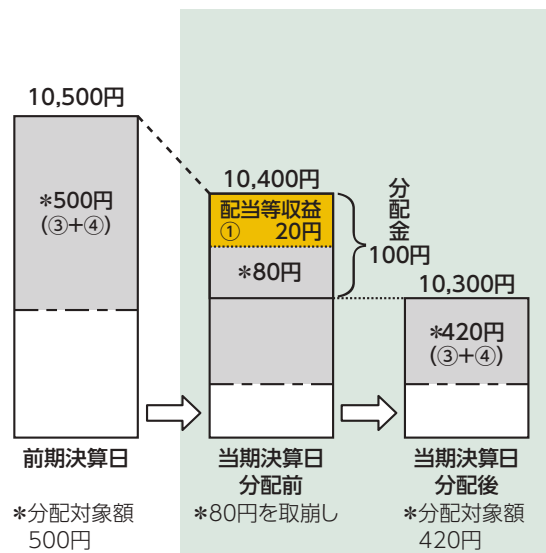 10,500円
*500円
(③+④)
10,400円
配当等収益
① 20円
*80円
分配金
100円
10,300円
*420円
(③+④)
前期決算日
当期決算日
分配前
当期決算日
分配後
*分配対象額
500円
*80円を取崩し
*分配対象額
420円